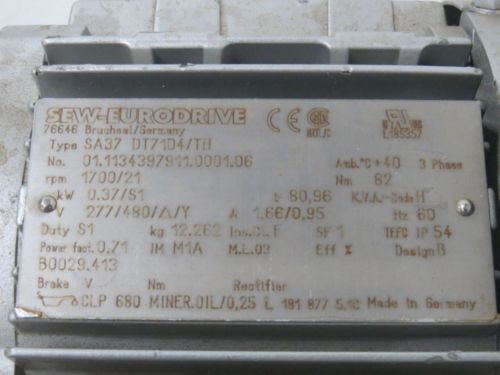 SEW-EURODRIVE
76646 Bruchsal/Germany
Type SA37 DT71D4/TH
No. 01.1134397911.0001.06 Amb.°C+40 3 Phase
rpm 1700/21 Nm 82
kW 0.37/S1 i 80,96 K.V.A.-Code H
V 277/480/△/Y A 1,66/0,95 Hz 60
Duty S1 kg 12.262 Ins.Cl.F SF 1 TEFC IP 54
Power fact. 0.71 IM M1A M.L.03 Eff % Design B
B0029.413
Brake V Nm Rectifier
CLP 680 MINER.OIL/0,25 L 181 877 5.10 Made in Germany